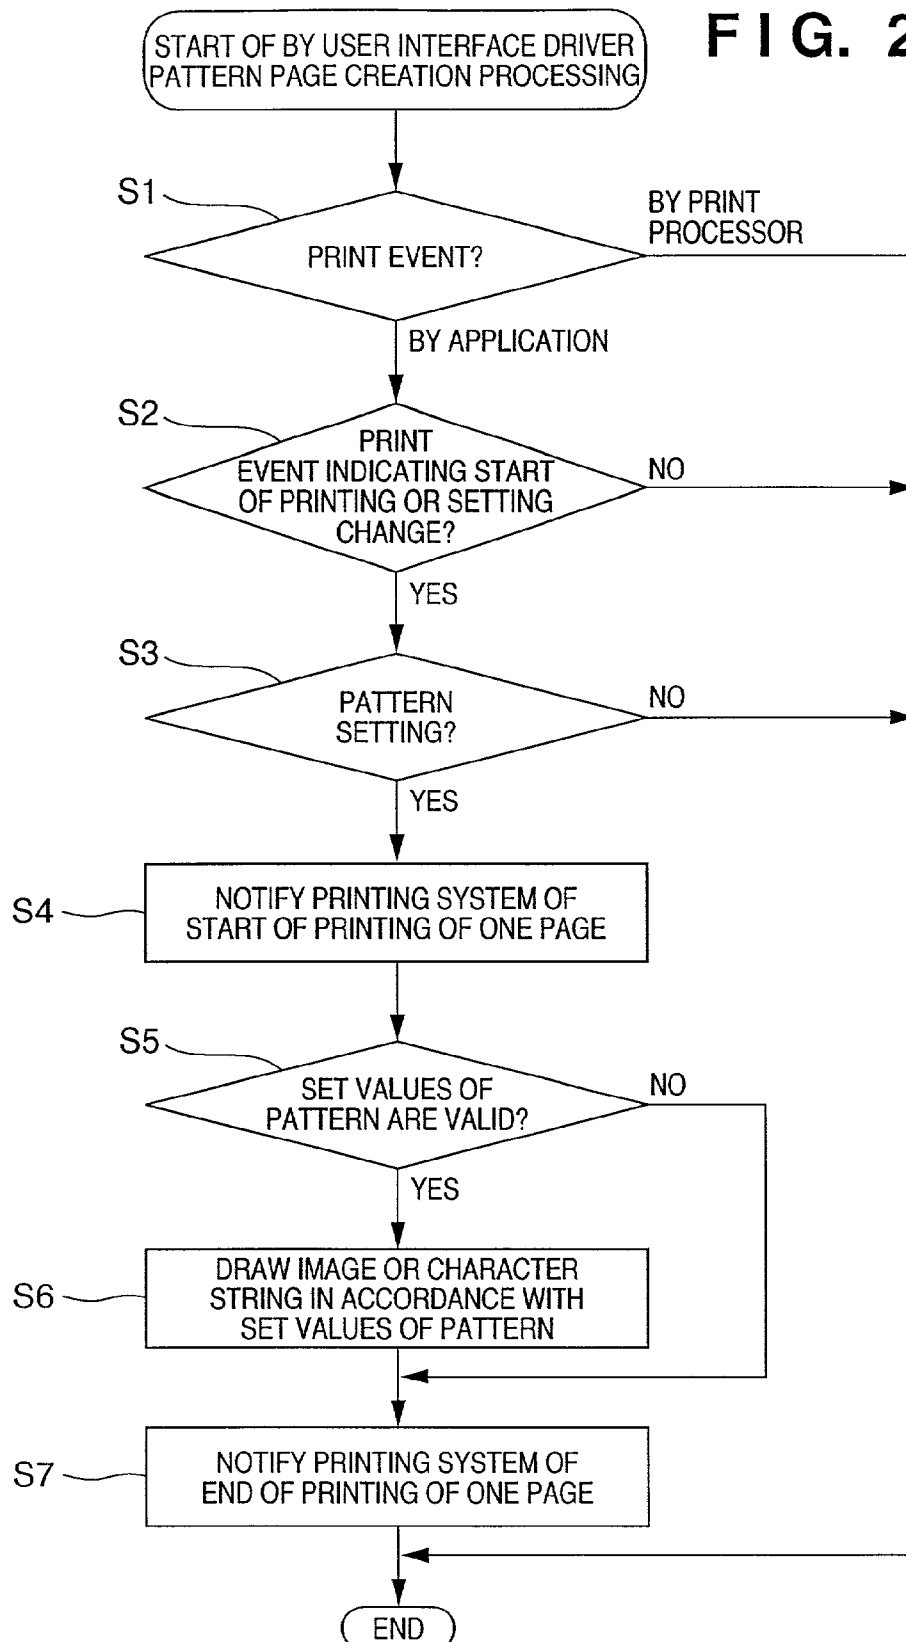 FIG. 2
START OF BY USER INTERFACE DRIVER
PATTERN PAGE CREATION PROCESSING
S1
PRINT EVENT?
BY PRINT
PROCESSOR
BY APPLICATION
S2
PRINT
EVENT INDICATING START
OF PRINTING OR SETTING
CHANGE?
NO
YES
S3
PATTERN
SETTING?
NO
YES
S4
NOTIFY PRINTING SYSTEM OF
START OF PRINTING OF ONE PAGE
S5
SET VALUES OF
PATTERN ARE VALID?
NO
YES
S6
DRAW IMAGE OR CHARACTER
STRING IN ACCORDANCE WITH
SET VALUES OF PATTERN
S7
NOTIFY PRINTING SYSTEM OF
END OF PRINTING OF ONE PAGE
END